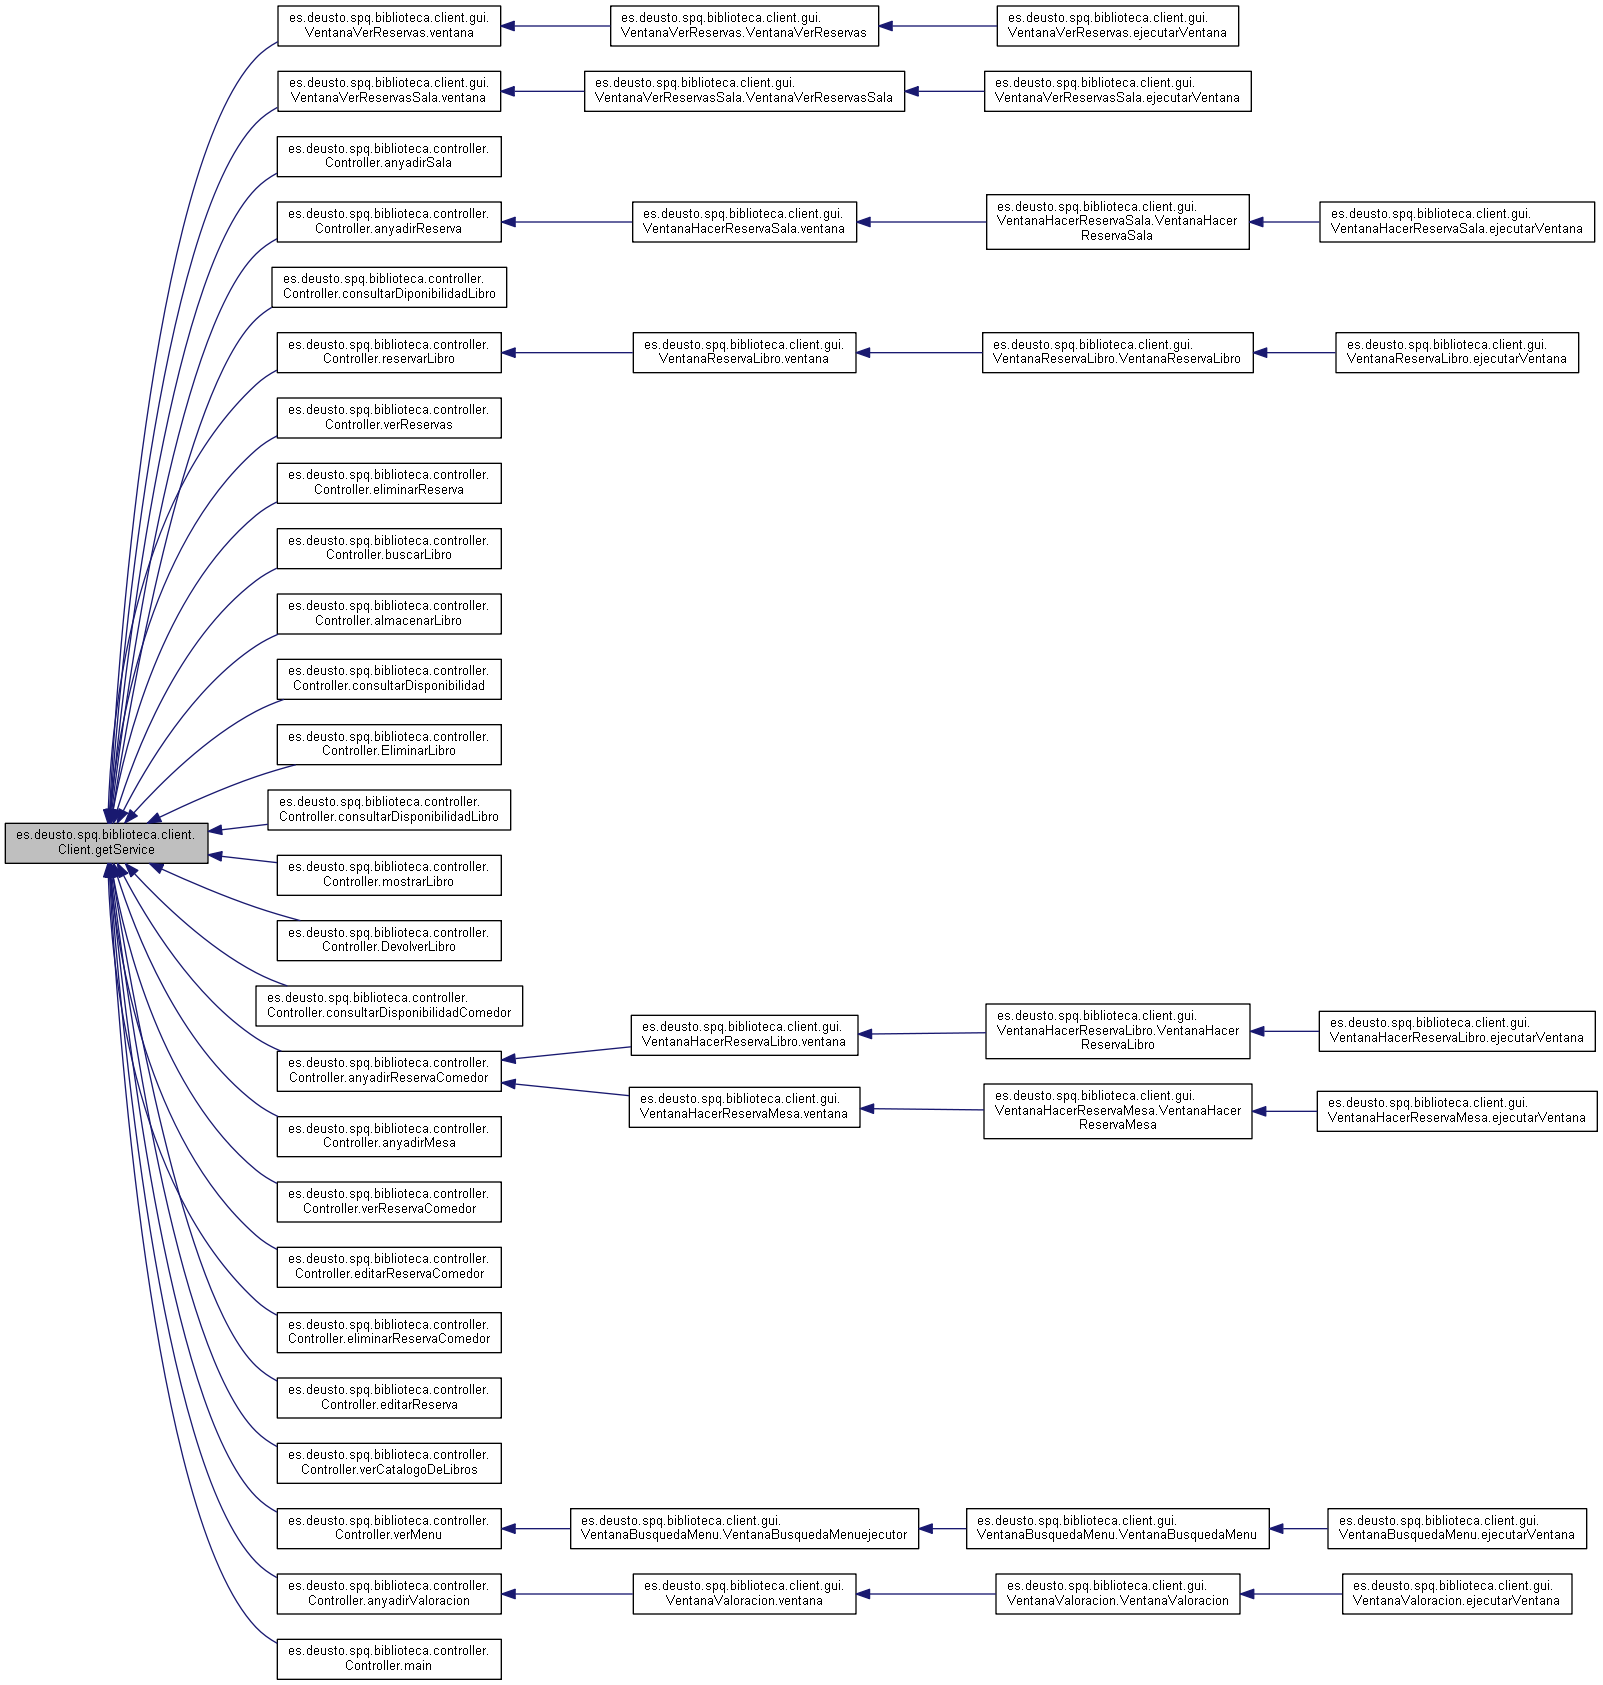 es.deusto.spq.biblioteca.client.gui.
VentanaVerReservas.ventana
es.deusto.spq.biblioteca.client.gui.
VentanaVerReservas.VentanaVerReservas
es.deusto.spq.biblioteca.client.gui.
VentanaVerReservas.ejecutarVentana
es.deusto.spq.biblioteca.client.gui.
VentanaVerReservasSala.ventana
es.deusto.spq.biblioteca.client.gui.
VentanaVerReservasSala.VentanaVerReservasSala
es.deusto.spq.biblioteca.client.gui.
VentanaVerReservasSala.ejecutarVentana
es.deusto.spq.biblioteca.controller.
Controller.anyadirSala
es.deusto.spq.biblioteca.controller.
Controller.anyadirReserva
es.deusto.spq.biblioteca.client.gui.
VentanaHacerReservaSala.ventana
es.deusto.spq.biblioteca.client.gui.
VentanaHacerReservaSala.VentanaHacer
ReservaSala
es.deusto.spq.biblioteca.client.gui.
VentanaHacerReservaSala.ejecutarVentana
es.deusto.spq.biblioteca.controller.
Controller.consultarDiponibilidadLibro
es.deusto.spq.biblioteca.controller.
Controller.reservarLibro
es.deusto.spq.biblioteca.client.gui.
VentanaReservaLibro.ventana
es.deusto.spq.biblioteca.client.gui.
VentanaReservaLibro.VentanaReservaLibro
es.deusto.spq.biblioteca.client.gui.
VentanaReservaLibro.ejecutarVentana
es.deusto.spq.biblioteca.controller.
Controller.verReservas
es.deusto.spq.biblioteca.controller.
Controller.eliminarReserva
es.deusto.spq.biblioteca.controller.
Controller.buscarLibro
es.deusto.spq.biblioteca.controller.
Controller.almacenarLibro
es.deusto.spq.biblioteca.controller.
Controller.consultarDisponibilidad
es.deusto.spq.biblioteca.controller.
Controller.EliminarLibro
es.deusto.spq.biblioteca.controller.
Controller.consultarDisponibilidadLibro
es.deusto.spq.biblioteca.client.
Client.getService
es.deusto.spq.biblioteca.controller.
Controller.mostrarLibro
es.deusto.spq.biblioteca.controller.
Controller.DevolverLibro
es.deusto.spq.biblioteca.controller.
Controller.consultarDisponibilidadComedor
es.deusto.spq.biblioteca.controller.
Controller.anyadirReservaComedor
es.deusto.spq.biblioteca.client.gui.
VentanaHacerReservaLibro.ventana
es.deusto.spq.biblioteca.client.gui.
VentanaHacerReservaLibro.VentanaHacer
ReservaLibro
es.deusto.spq.biblioteca.client.gui.
VentanaHacerReservaLibro.ejecutarVentana
es.deusto.spq.biblioteca.client.gui.
VentanaHacerReservaMesa.ventana
es.deusto.spq.biblioteca.client.gui.
VentanaHacerReservaMesa.VentanaHacer
ReservaMesa
es.deusto.spq.biblioteca.client.gui.
VentanaHacerReservaMesa.ejecutarVentana
es.deusto.spq.biblioteca.controller.
Controller.anyadirMesa
es.deusto.spq.biblioteca.controller.
Controller.verReservaComedor
es.deusto.spq.biblioteca.controller.
Controller.editarReservaComedor
es.deusto.spq.biblioteca.controller.
Controller.eliminarReservaComedor
es.deusto.spq.biblioteca.controller.
Controller.editarReserva
es.deusto.spq.biblioteca.controller.
Controller.verCatalogoDeLibros
es.deusto.spq.biblioteca.controller.
Controller.verMenu
es.deusto.spq.biblioteca.client.gui.
VentanaBusquedaMenu.VentanaBusquedaMenuejecutor
es.deusto.spq.biblioteca.client.gui.
VentanaBusquedaMenu.VentanaBusquedaMenu
es.deusto.spq.biblioteca.client.gui.
VentanaBusquedaMenu.ejecutarVentana
es.deusto.spq.biblioteca.controller.
Controller.anyadirValoracion
es.deusto.spq.biblioteca.client.gui.
VentanaValoracion.ventana
es.deusto.spq.biblioteca.client.gui.
VentanaValoracion.VentanaValoracion
es.deusto.spq.biblioteca.client.gui.
VentanaValoracion.ejecutarVentana
es.deusto.spq.biblioteca.controller.
Controller.main